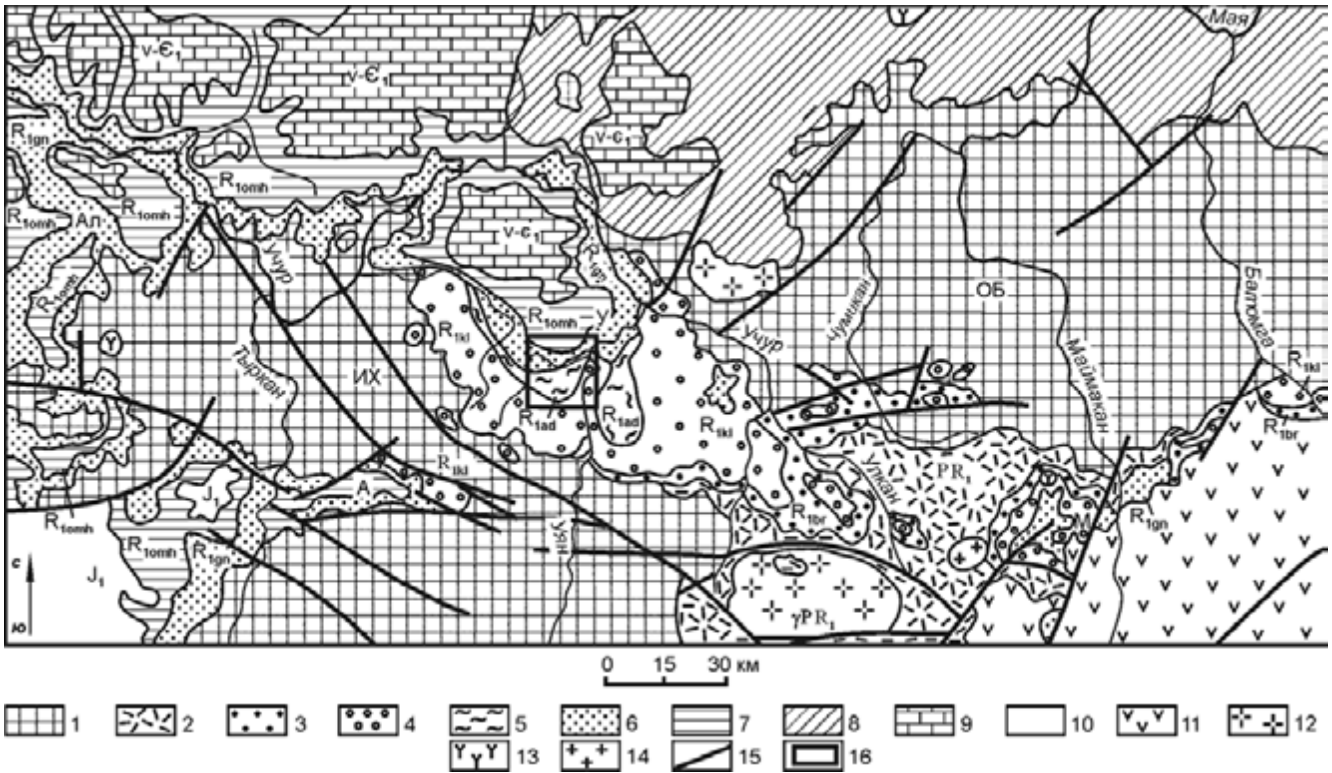 Y
Мая
V-Є₁
V-Є₁
V-Є₁
R₁gn
R₁omh
R₁omh
R₁omh
Ал
V-Є₁
R₁gn
Учур
R₁omh
ОБ
Чумикан
Батомга
R₁omh
У
Учур
Y
R₁kl
ИХ
Тыркан
Маймакан
R₁kl
R₁ad
R₁ad
R₁kl
R₁br
R₁kl
Улкан
PR₁
J₁
А
R₁br
М
R₁omh
R₁omh
R₁gn
Уян
R₁gn
J₁
с
ю
γPR₁
0 15 30 км
1 2 3 4 5 6 7 8 9 10 11 12
13 14 15 16